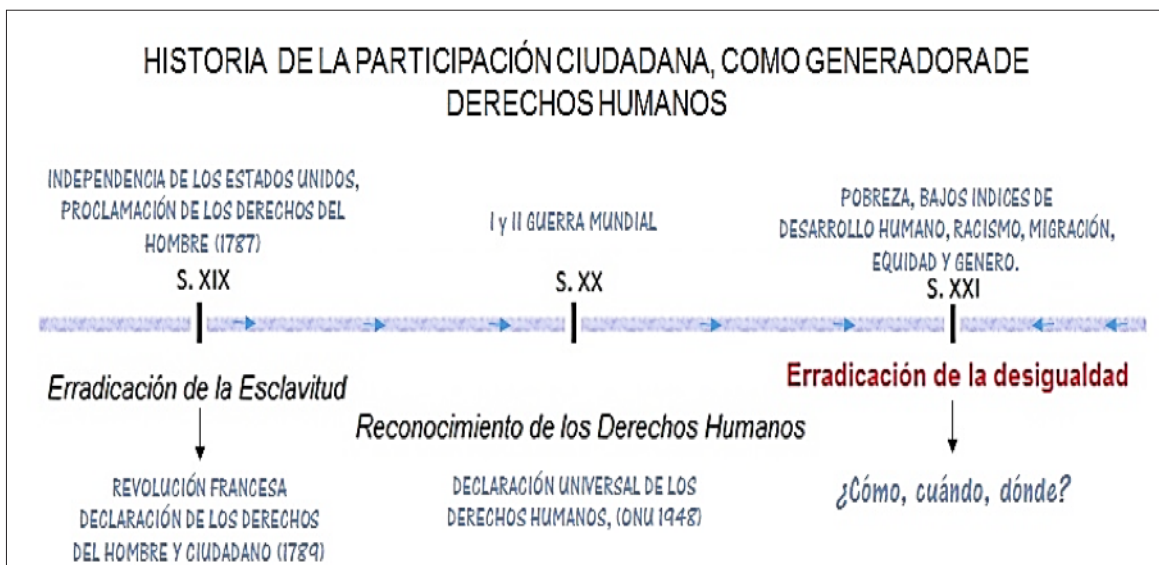 HISTORIA DE LA PARTICIPACIÓN CIUDADANA, COMO GENERADORA DE
DERECHOS HUMANOS
INDEPENDENCIA DE LOS ESTADOS UNIDOS,
PROCLAMACIÓN DE LOS DERECHOS DEL
HOMBRE (1787)
S. XIX
I y II GUERRA MUNDIAL
S. XX
POBREZA, BAJOS INDICES DE
DESARROLLO HUMANO, RACISMO, MIGRACIÓN,
EQUIDAD Y GENERO.
S. XXI
Erradicación de la Esclavitud
REVOLUCIÓN FRANCESA
DECLARACIÓN DE LOS DERECHOS
DEL HOMBRE Y CIUDADANO (1789)
Reconocimiento de los Derechos Humanos
DECLARACIÓN UNIVERSAL DE LOS
DERECHOS HUMANOS, (ONU 1948)
Erradicación de la desigualdad
¿Cómo, cuándo, dónde?